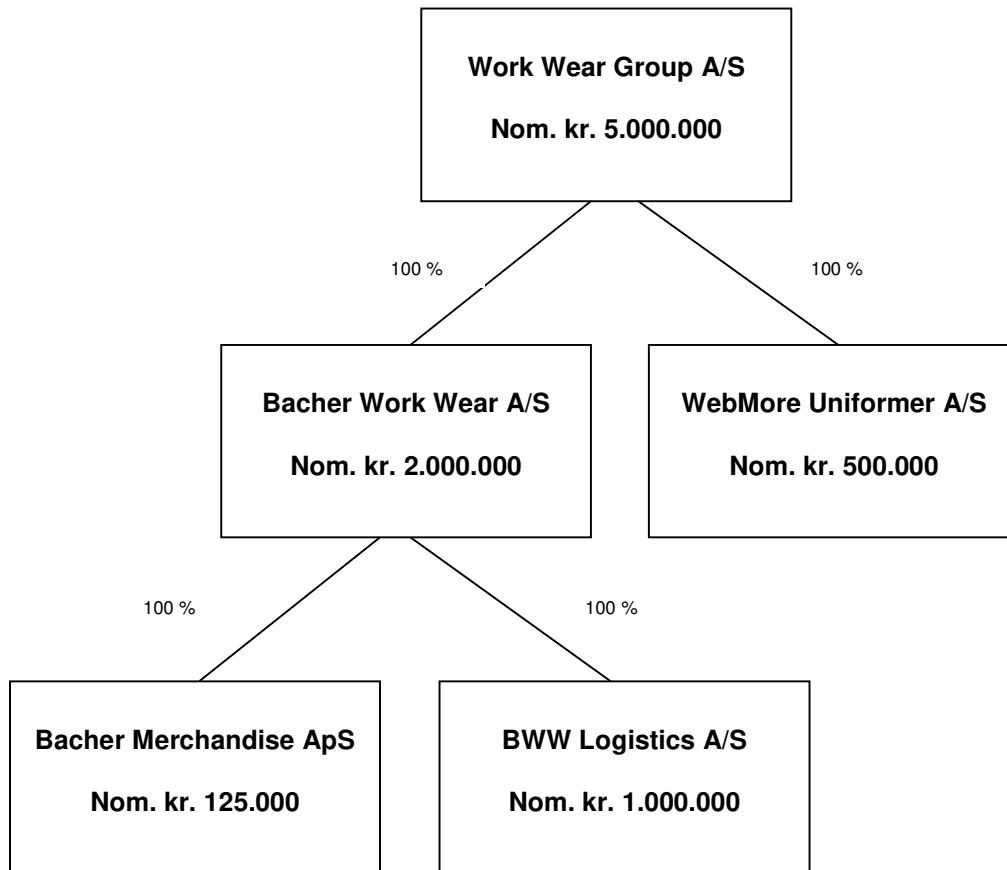 Work Wear Group A/S
Nom. kr. 5.000.000
100 %
100 %
Bacher Work Wear A/S
Nom. kr. 2.000.000
WebMore Uniformer A/S
Nom. kr. 500.000
100 %
100 %
Bacher Merchandise ApS
Nom. kr. 125.000
BWW Logistics A/S
Nom. kr. 1.000.000